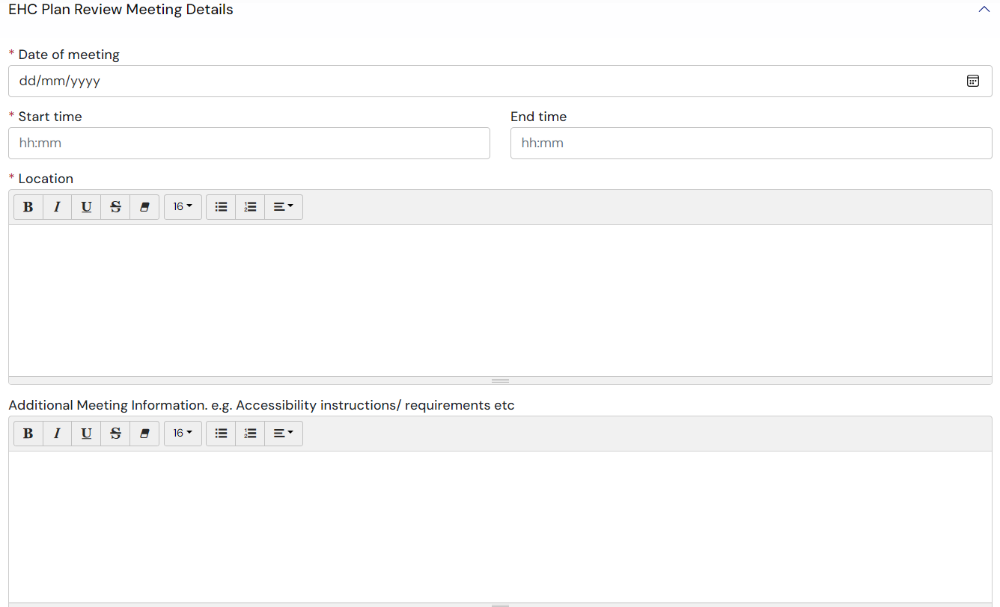 EHC Plan Review Meeting Details
* Date of meeting
dd/mm/yyyy
* Start time End time
hh:mm hh:mm
* Location
B I U S 16
Additional Meeting Information. e.g. Accessibility instructions/ requirements etc
B I U S 16